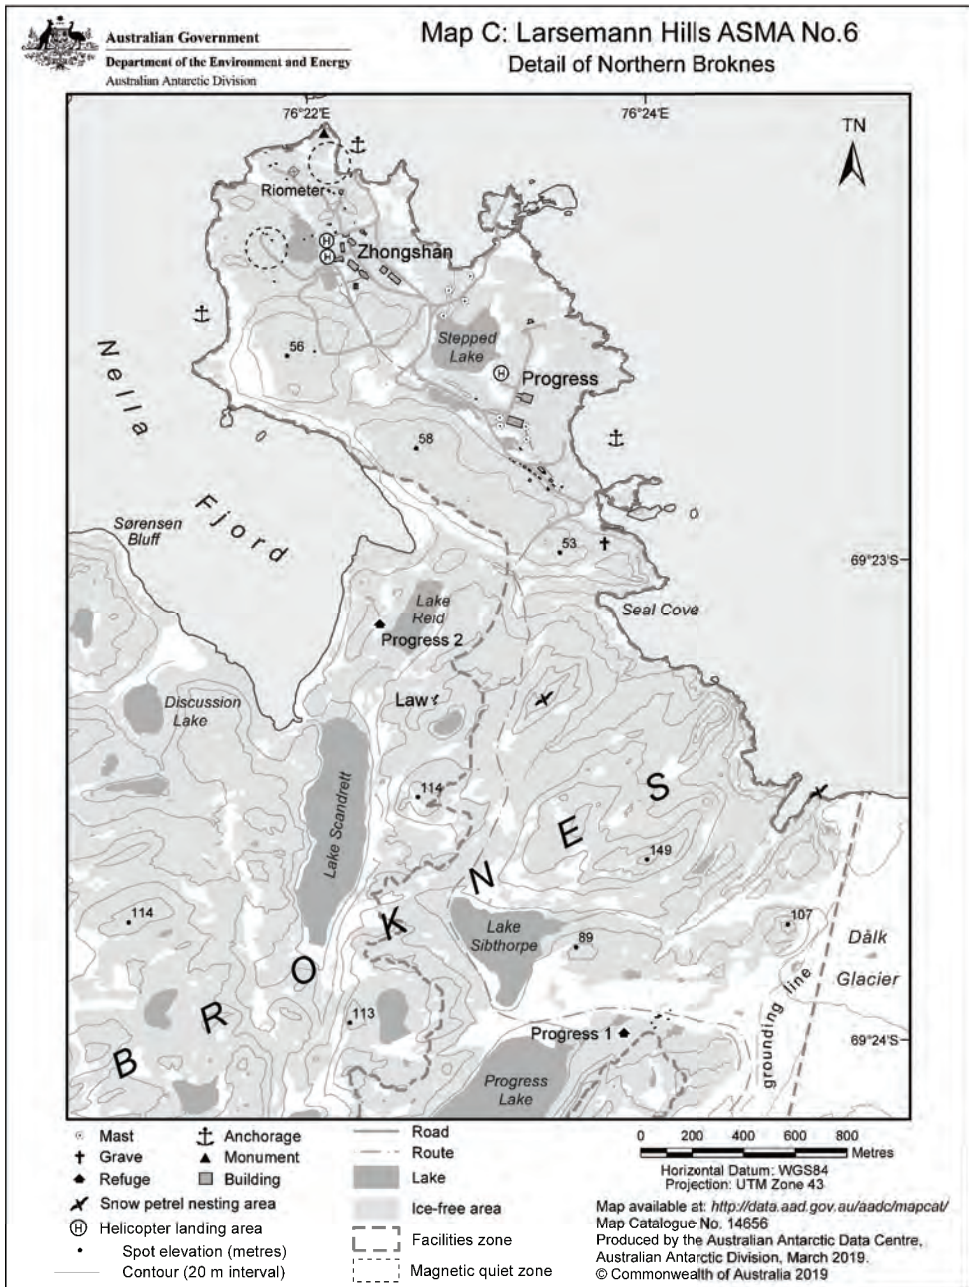 Australian Government
Department of the Environment and Energy
Australian Antarctic Division
Map C: Larsemann Hills ASMA No.6
Detail of Northern Broknes
76°22'E
76°24'E
TN
Riometer
H
H
Zhongshan
Stepped
Lake
56
H
Progress
Nella
58
Fjord
Sørensen
Bluff
53
69°23'S
Lake
Reid
Seal Cove
Progress 2
Law
Discussion
Lake
114
Lake Scandrett
149
114
107
Lake
Sibthorpe
89
Dålk
Glacier
BROKNES
113
Progress 1
grounding line
69°24'S
Progress
Lake
Mast
Grave
Refuge
Snow petrel nesting area
H Helicopter landing area
Spot elevation (metres)
Contour (20 m interval)
Anchorage
Monument
Building
Road
Route
Lake
Ice-free area
Facilities zone
Magnetic quiet zone
0 200 400 600 800
Metres
Horizontal Datum: WGS84
Projection: UTM Zone 43
Map available at: http://data.aad.gov.au/aadc/mapcat/
Map Catalogue No. 14656
Produced by the Australian Antarctic Data Centre,
Australian Antarctic Division, March 2019.
© Commonwealth of Australia 2019